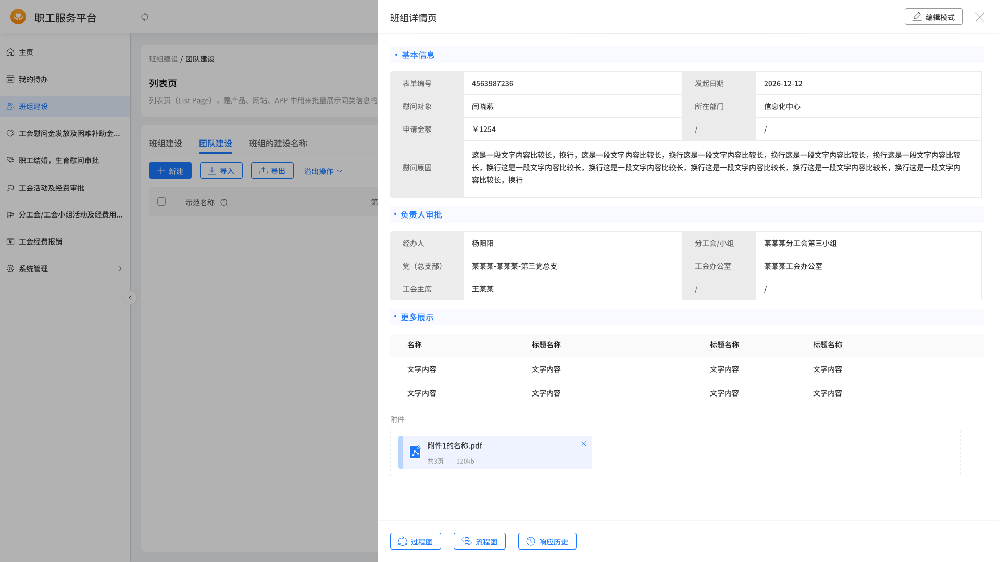 职工服务平台
主页
我的待办
班组建设
工会慰问金发放及困难补助金...
职工结婚，生育慰问审批
工会活动及经费审批
分工会/工会小组活动及经费用...
工会经费报销
系统管理
班组建设 / 团队建设
列表页
列表页（List Page），是产品、网站、APP 中用来批量展示同类信息的
班组建设 团队建设 班组的建设名称
新建 导入 导出 溢出操作
示范名称 第
班组详情页 编辑模式
• 基本信息
表单编号 4563987236 发起日期 2026-12-12
慰问对象 闫晓燕 所在部门 信息化中心
申请金额 ￥1254 / /
慰问原因
这是一段文字内容比较长，换行，这是一段文字内容比较长，换行这是一段文字内容比较长，换行这是一段文字内容比较长，换行这是一段文字内容比较
长，换行这是一段文字内容比较长，换行这是一段文字内容比较长，换行这是一段文字内容比较长，换行这是一段文字内容比较长，换行这是一段文字内
容比较长，换行
• 负责人审批
经办人 杨阳阳 分工会/小组 某某某分工会第三小组
党（总支部） 某某某-某某某-第三党总支 工会办公室 某某某工会办公室
工会主席 王某某 / /
• 更多展示
名称 标题名称 标题名称 标题名称
文字内容 文字内容 文字内容 文字内容
文字内容 文字内容 文字内容 文字内容
附件
附件1的名称.pdf
共3页 120kb
过程图 流程图 响应历史